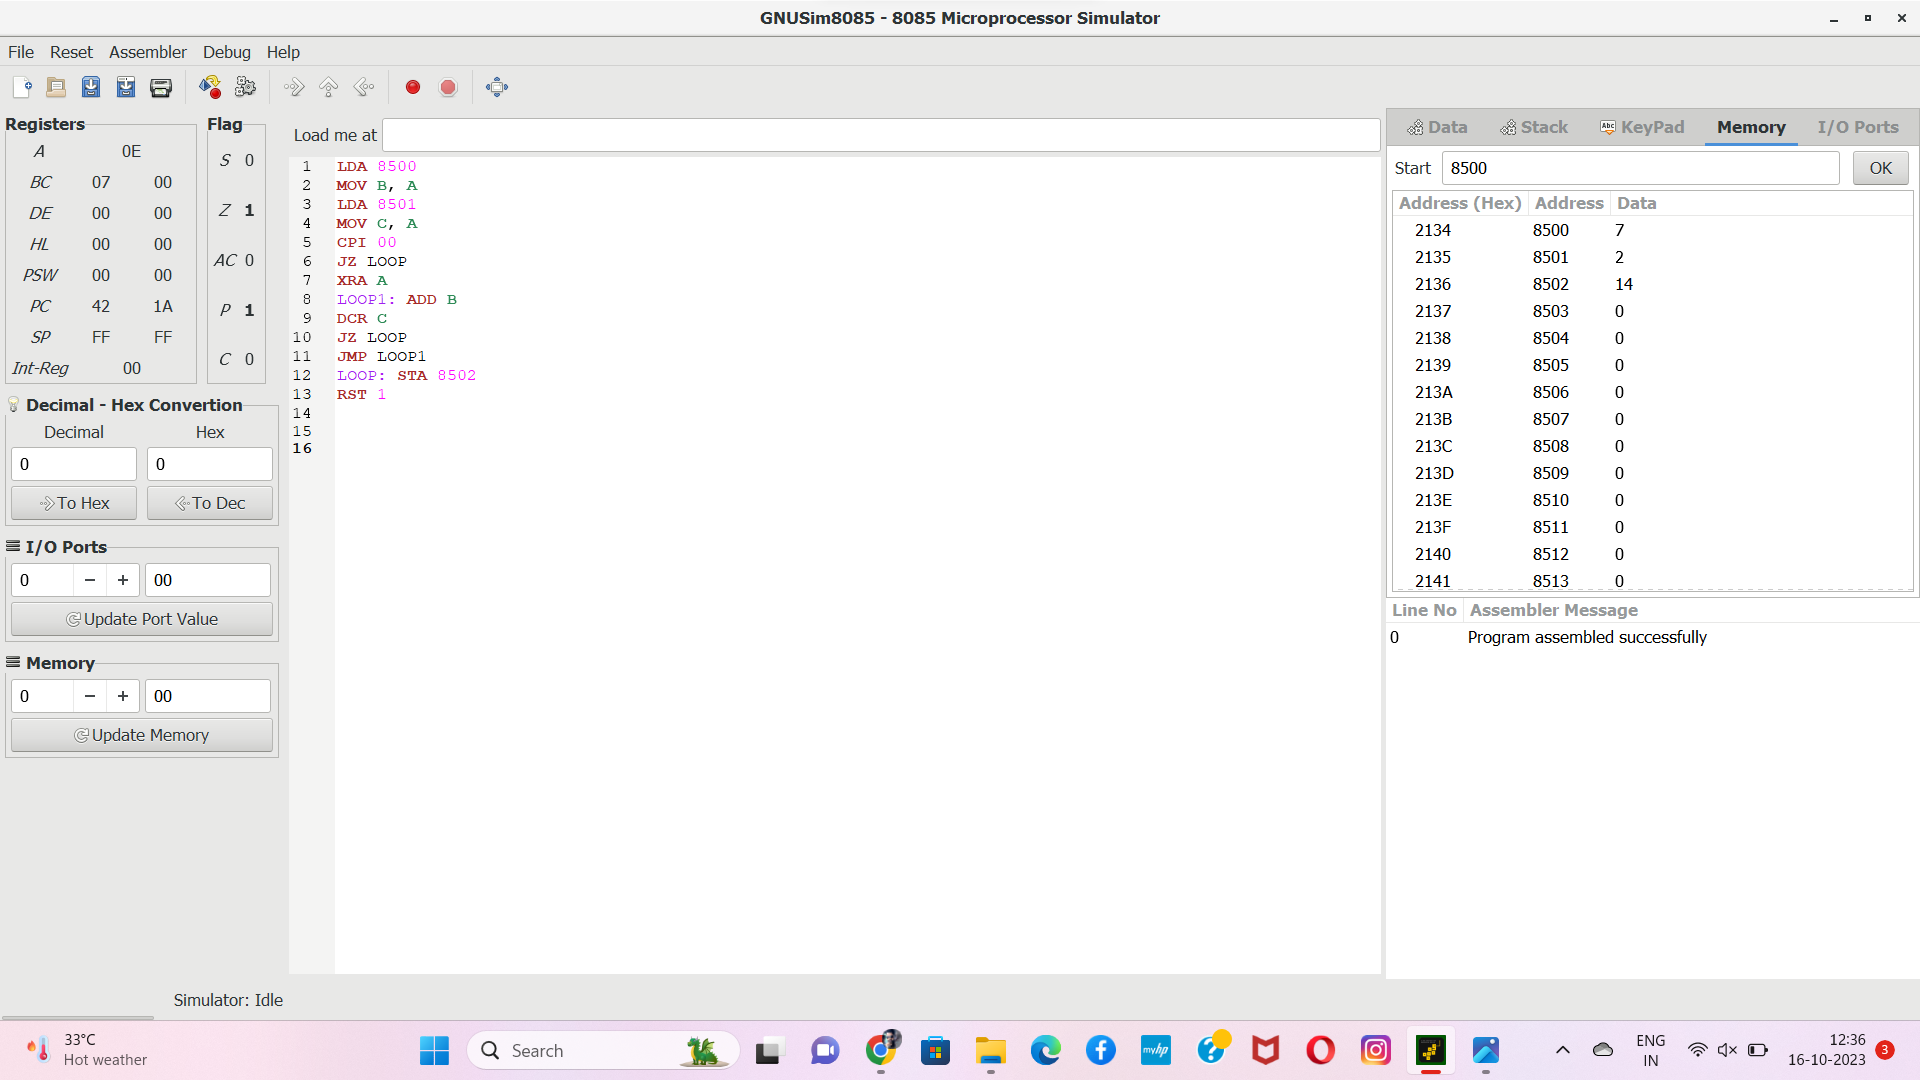 GNUSim8085 - 8085 Microprocessor Simulator
File Reset Assembler Debug Help
Registers
A 0E
BC 07 00
DE 00 00
HL 00 00
PSW 00 00
PC 42 1A
SP FF FF
Int-Reg 00
Flag
S 0
Z 1
AC 0
P 1
C 0
Decimal - Hex Convertion
Decimal Hex
0 0
To Hex To Dec
I/O Ports
0 − + 00
Update Port Value
Memory
0 − + 00
Update Memory
Load me at
1 LDA 8500
2 MOV B, A
3 LDA 8501
4 MOV C, A
5 CPI 00
6 JZ LOOP
7 XRA A
8 LOOP1: ADD B
9 DCR C
10 JZ LOOP
11 JMP LOOP1
12 LOOP: STA 8502
13 RST 1
14
15
16
Data Stack Abc KeyPad Memory I/O Ports
Start 8500 OK
Address (Hex) Address Data
2134 8500 7
2135 8501 2
2136 8502 14
2137 8503 0
2138 8504 0
2139 8505 0
213A 8506 0
213B 8507 0
213C 8508 0
213D 8509 0
213E 8510 0
213F 8511 0
2140 8512 0
2141 8513 0
Line No Assembler Message
0 Program assembled successfully
Simulator: Idle
33°C
Hot weather
Search
myhp
ENG
IN
12:36
16-10-2023
3